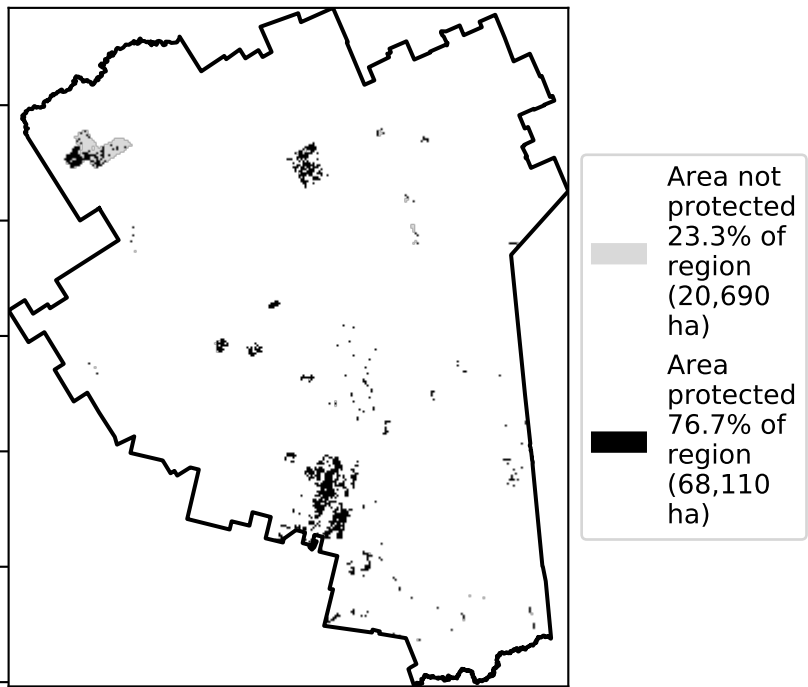 Area not
protected
23.3% of
region
(20,690
ha)
Area
protected
76.7% of
region
(68,110
ha)